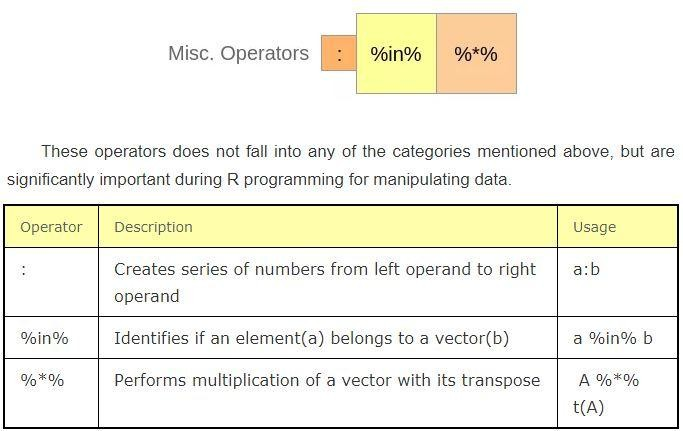 Misc. Operators : %in% %*%
These operators does not fall into any of the categories mentioned above, but are
significantly important during R programming for manipulating data.
Operator Description Usage
: Creates series of numbers from left operand to right a:b
operand
%in% Identifies if an element(a) belongs to a vector(b) a %in% b
%*% Performs multiplication of a vector with its transpose A %*%
t(A)